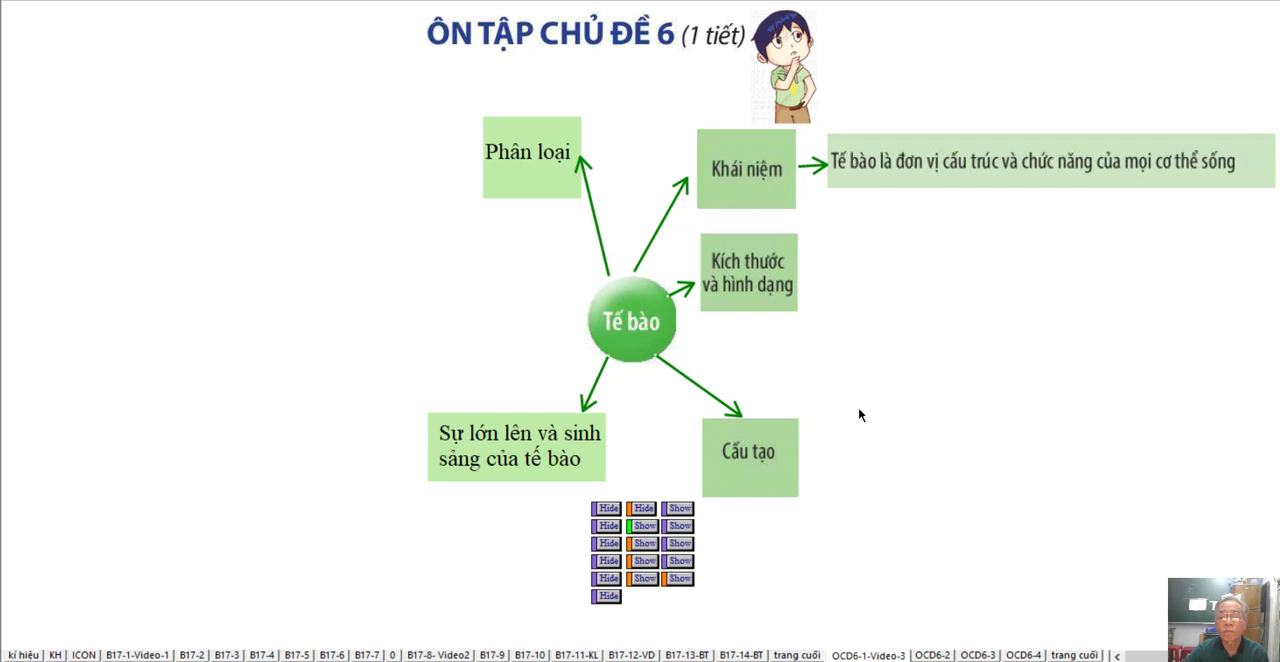 ÔN TẬP CHỦ ĐỀ 6 (1 tiết)
Phân loại
Khái niệm
Tế bào là đơn vị cấu trúc và chức năng của mọi cơ thể sống
Kích thước
và hình dạng
Tế bào
Sự lớn lên và sinh
sảng của tế bào
Cấu tạo
Hide Hide Show
Hide Show Show
Hide Show Show
Hide Show Show
Hide Show Show
Hide
kí hiệu KH ICON B17-1-Video-1 B17-2 B17-3 B17-4 B17-5 B17-6 B17-7 0 B17-8- Video2 B17-9 B17-10 B17-11-KL B17-12-VD B17-13-BT B17-14-BT trang cuối OCD6-1-Video-3 OCD6-2 OCD6-3 OCD6-4 trang cuối